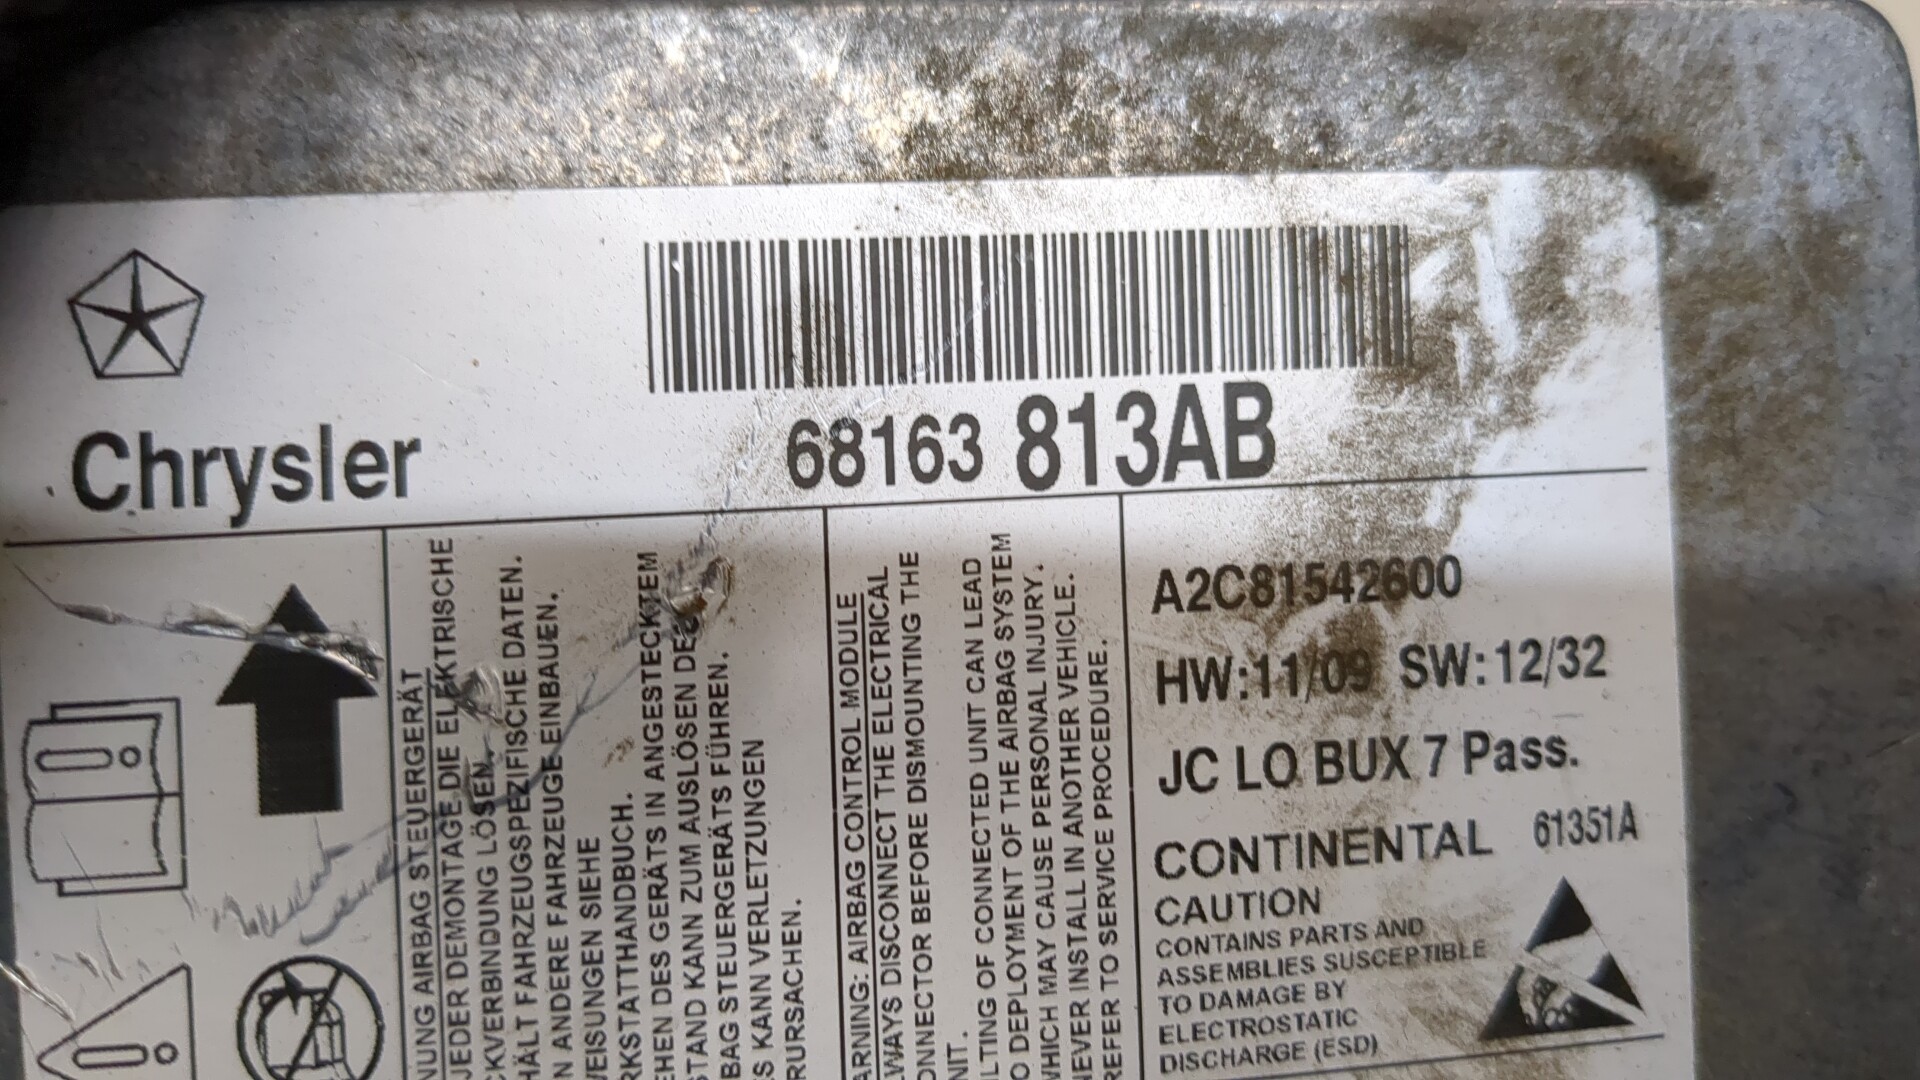 Chrysler
68163 813AB
NUNG AIRBAG STEUERGERÄT
JEDER DEMONTAGE DIE ELEKTRISCHE
CKVERBINDUNG LÖSEN.
HÄLT FAHRZEUGSPEZIFISCHE DATEN.
N ANDERE FAHRZEUGE EINBAUEN.
WEISUNGEN SIEHE
RKSTATTHANDBUCH.
EHEN DES GERÄTS IN ANGESTECKTEM
STAND KANN ZUM AUSLÖSEN DE
BAG STEUERGERÄTS FÜHREN.
S KANN VERLETZUNGEN
RURSACHEN.
ARNING: AIRBAG CONTROL MODULE
LWAYS DISCONNECT THE ELECTRICAL
ONNECTOR BEFORE DISMOUNTING THE
NIT.
LTING OF CONNECTED UNIT CAN LEAD
O DEPLOYMENT OF THE AIRBAG SYSTEM
WHICH MAY CAUSE PERSONAL INJURY.
NEVER INSTALL IN ANOTHER VEHICLE.
REFER TO SERVICE PROCEDURE.
A2C81542600
HW:11/09 SW:12/32
JC LO BUX 7 Pass.
CONTINENTAL 61351A
CAUTION
CONTAINS PARTS AND
ASSEMBLIES SUSCEPTIBLE
TO DAMAGE BY
ELECTROSTATIC
DISCHARGE (ESD)